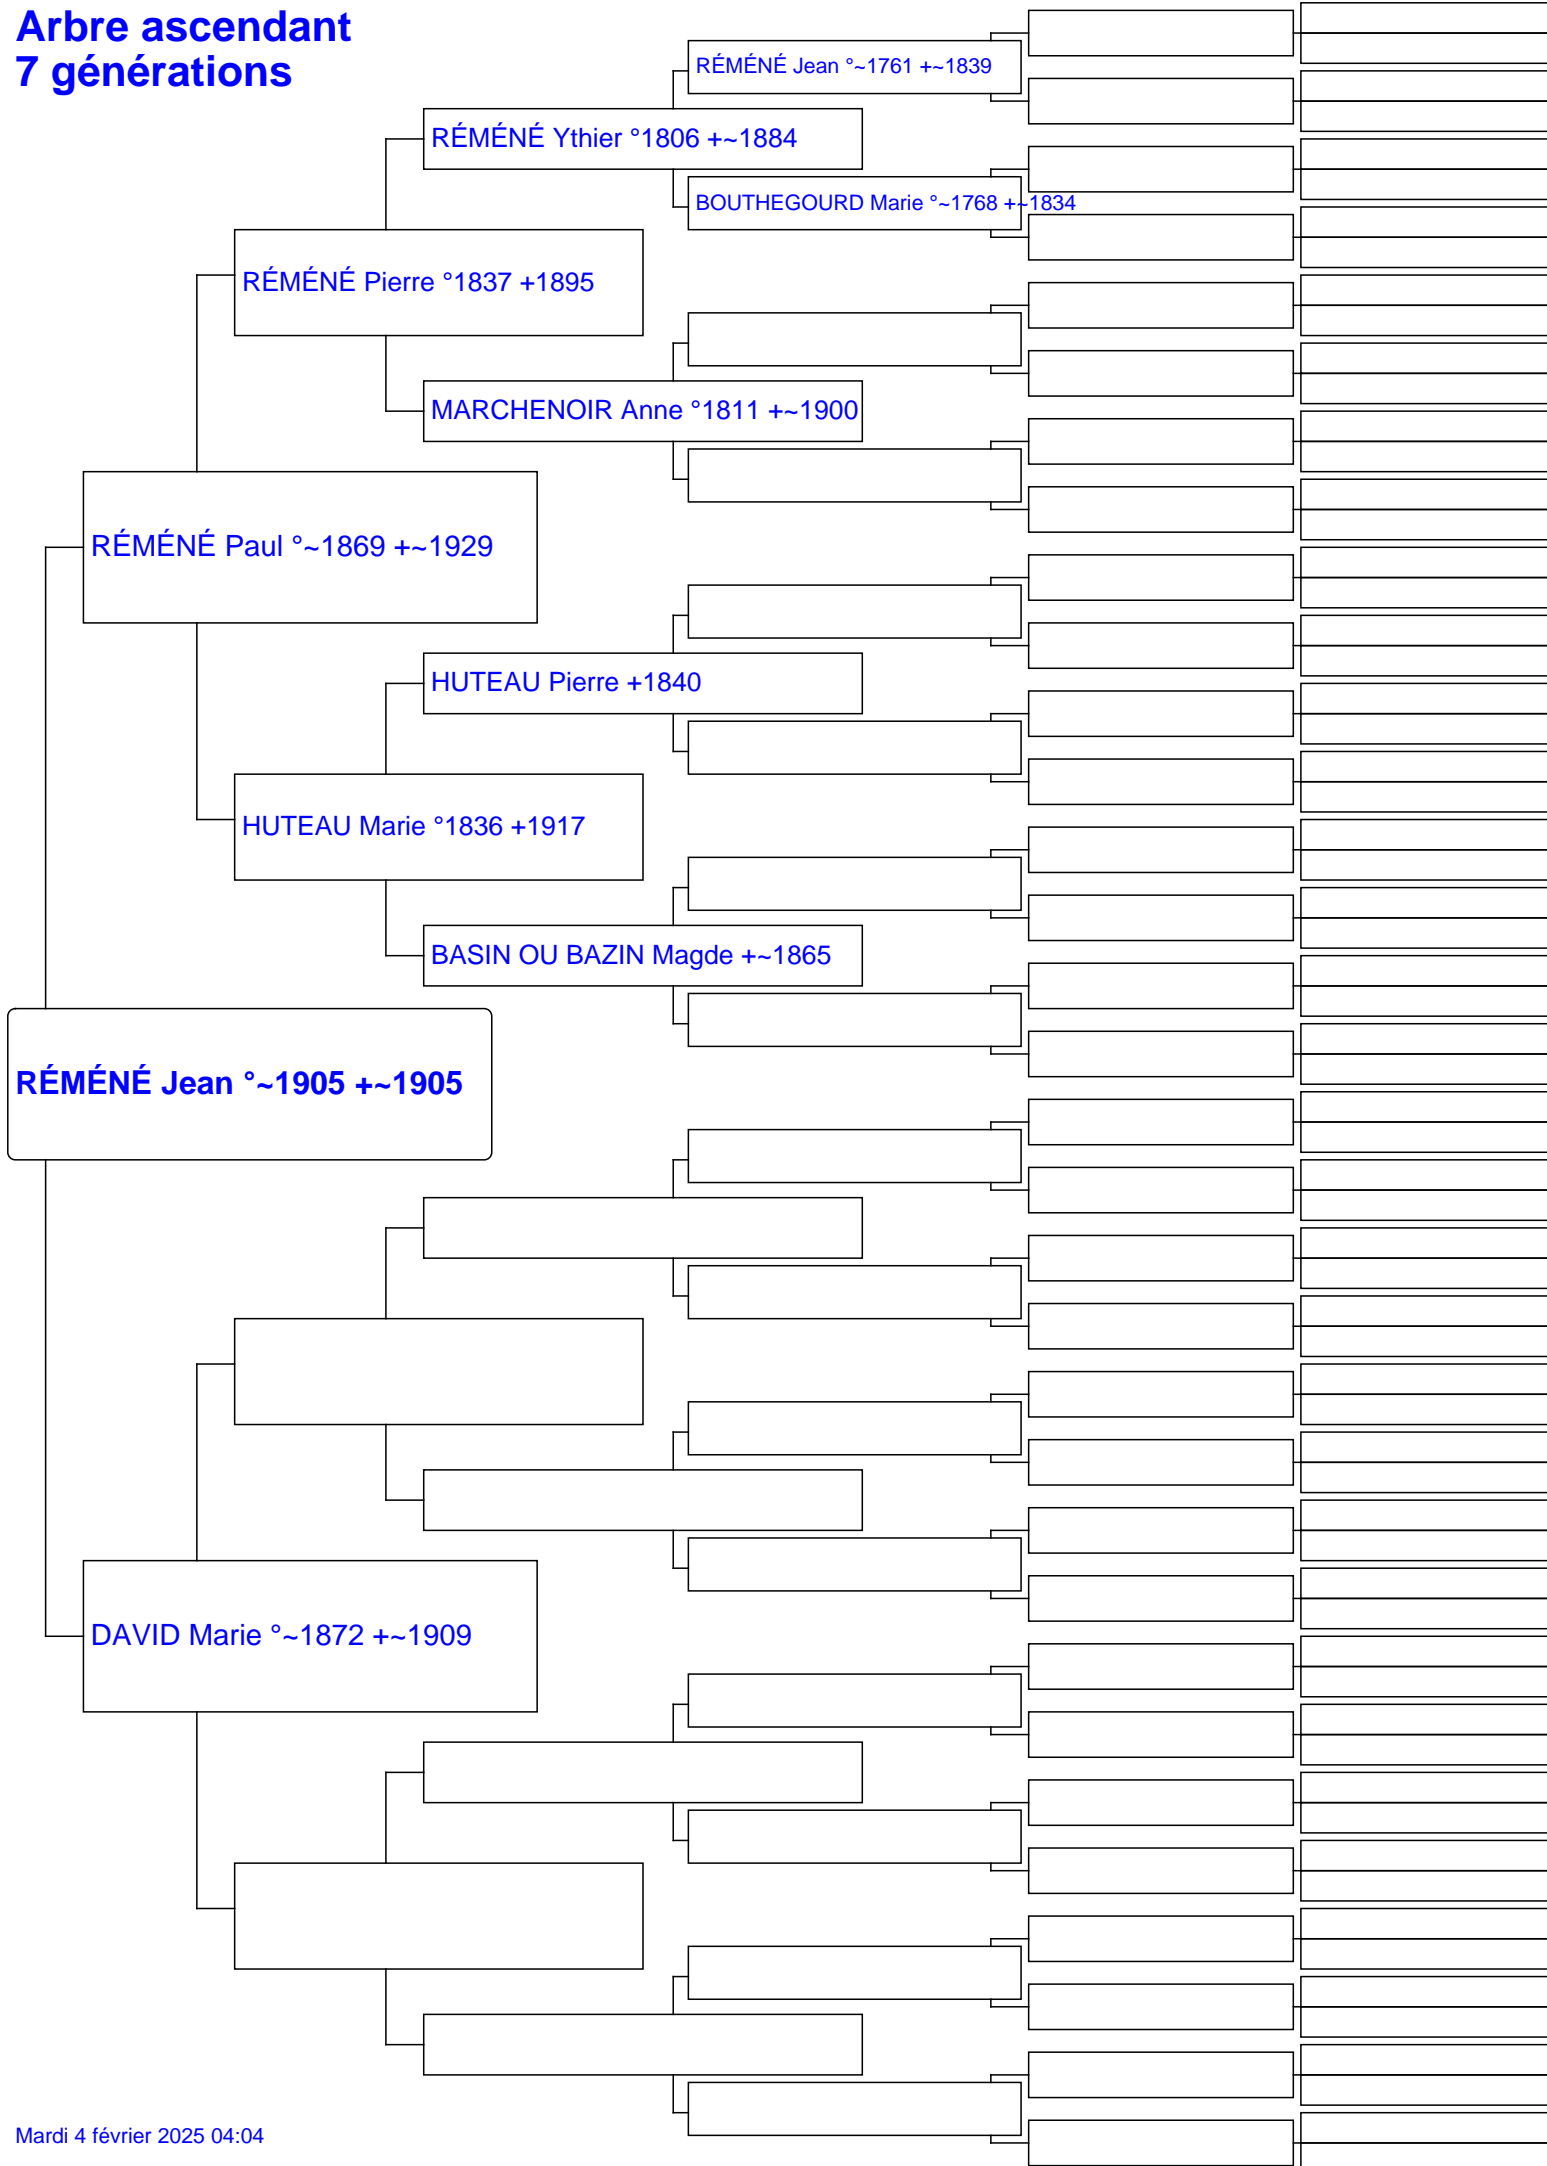 Arbre ascendant
7 générations
RÉMÉNÉ Jean °~1761 +~1839
RÉMÉNÉ Ythier °1806 +~1884
BOUTHEGOURD Marie °~1768 +~1834
RÉMÉNÉ Pierre °1837 +1895
MARCHENOIR Anne °1811 +~1900
RÉMÉNÉ Paul °~1869 +~1929
HUTEAU Pierre +1840
HUTEAU Marie °1836 +1917
BASIN OU BAZIN Magde +~1865
RÉMÉNÉ Jean °~1905 +~1905
DAVID Marie °~1872 +~1909
Mardi 4 février 2025 04:04